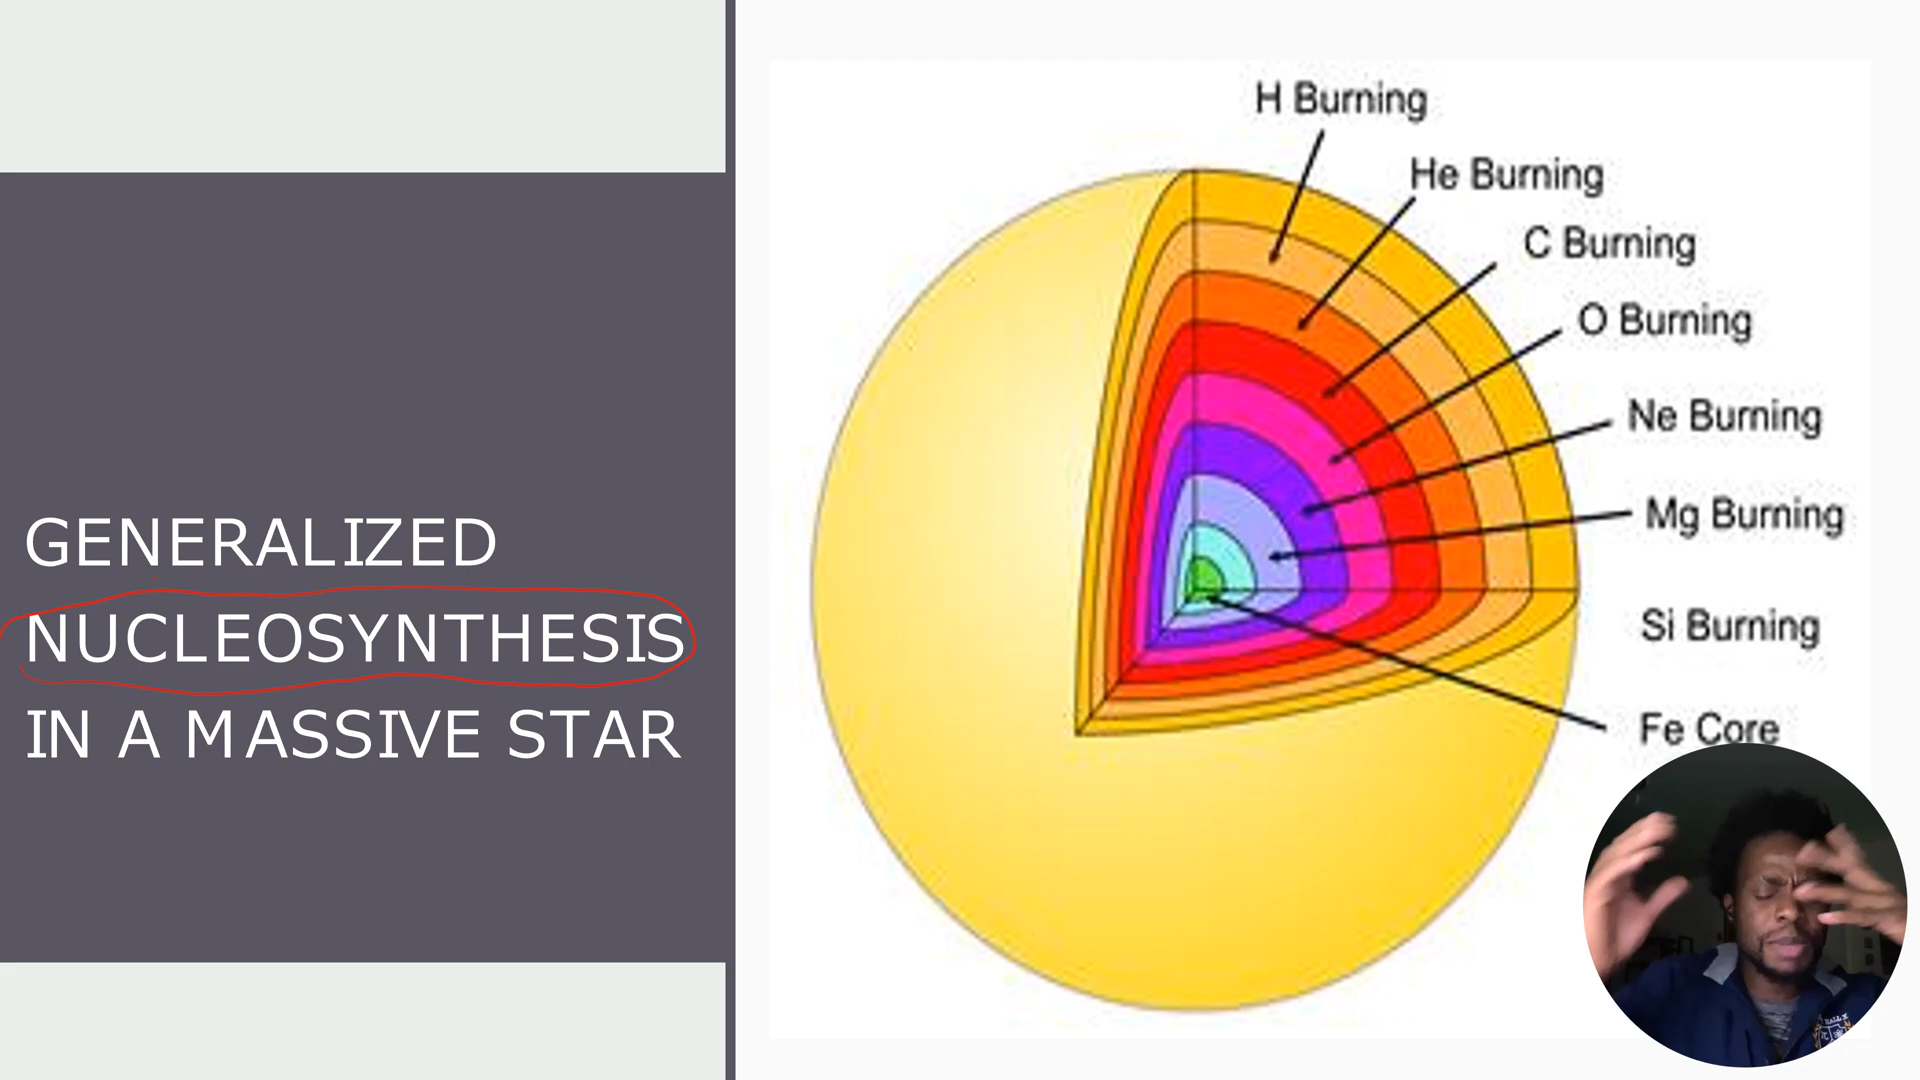 GENERALIZED
NUCLEOSYNTHESIS
IN A MASSIVE STAR
H Burning
He Burning
C Burning
O Burning
Ne Burning
Mg Burning
Si Burning
Fe Core